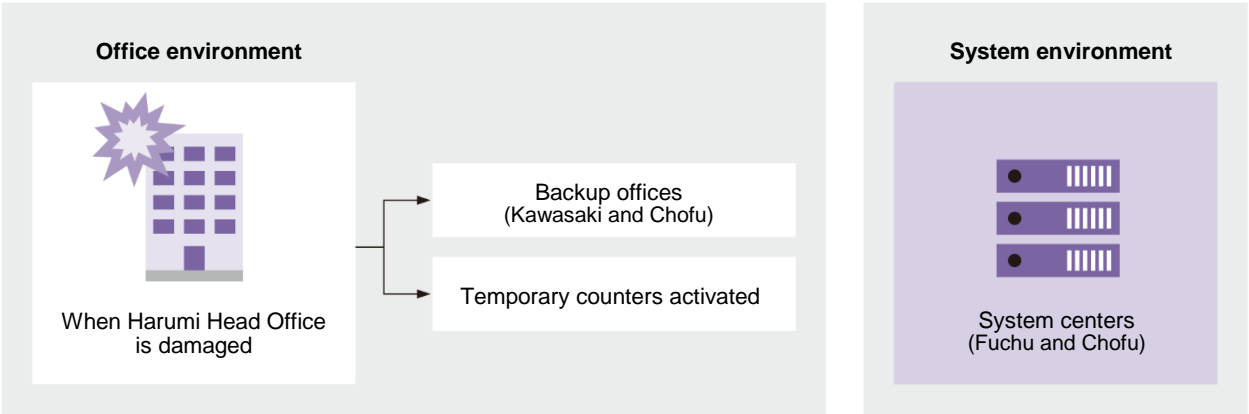 Office environment
When Harumi Head Office
is damaged
Backup offices
(Kawasaki and Chofu)
Temporary counters activated
System environment
System centers
(Fuchu and Chofu)